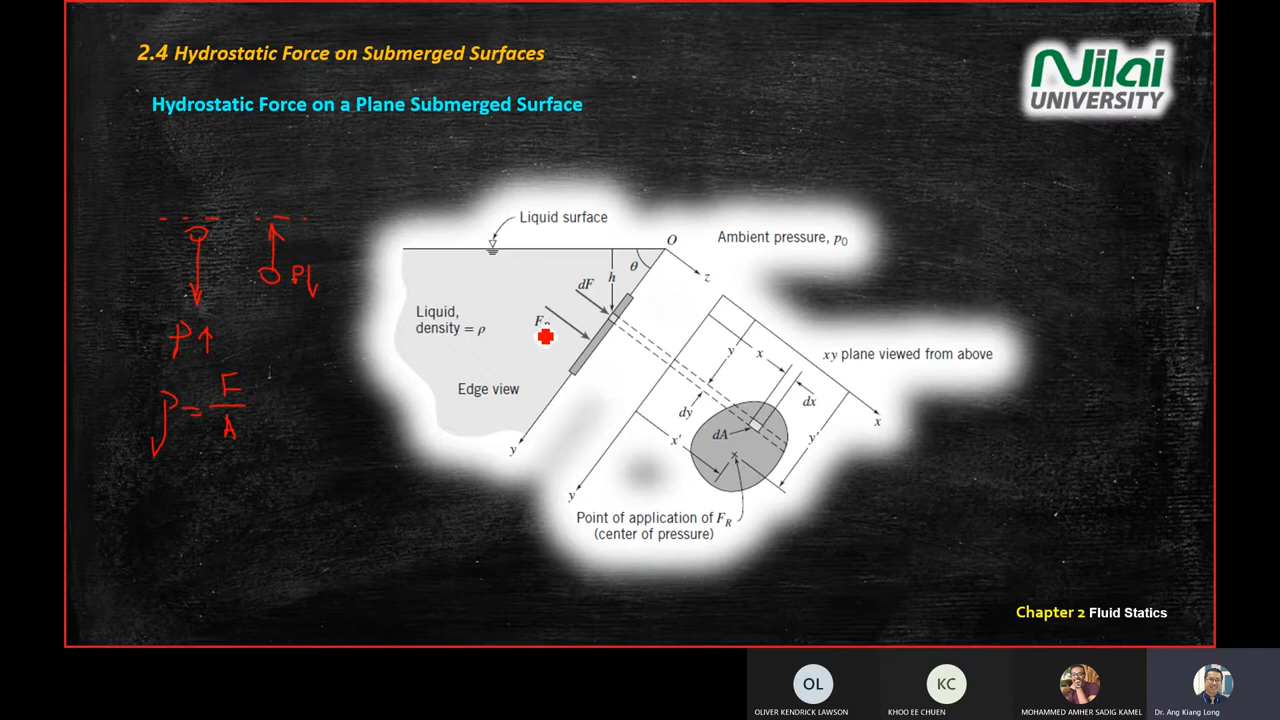 2.4 Hydrostatic Force on Submerged Surfaces
Nilai
UNIVERSITY
Hydrostatic Force on a Plane Submerged Surface
Liquid surface
O
Ambient pressure, p0
θ
h
z
dF
P↓
Liquid,
density = ρ
F
P↑
y
x
xy plane viewed from above
Edge view
dx
P = F/A
dy
x
dA
y'
x'
y
y
Point of application of FR
(center of pressure)
Chapter 2 Fluid Statics
OL
KC
OLIVER KENDRICK LAWSON
KHOO EE CHUEN
MOHAMMED AMHER SADIG KAMEL
Dr. Ang Kiang Long